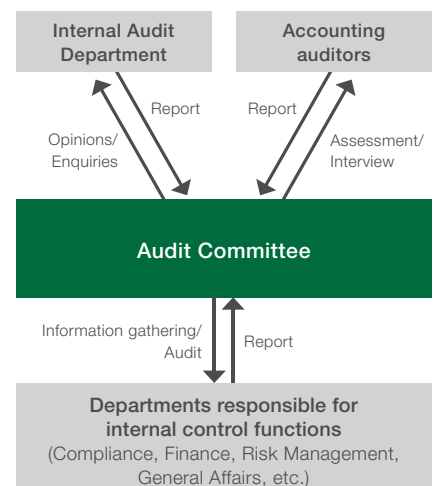 Internal Audit
Department
Accounting
auditors
Report
Opinions/
Enquiries
Report
Assessment/
Interview
Audit Committee
Information gathering/
Audit
Report
Departments responsible for
internal control functions
(Compliance, Finance, Risk Management,
General Affairs, etc.)